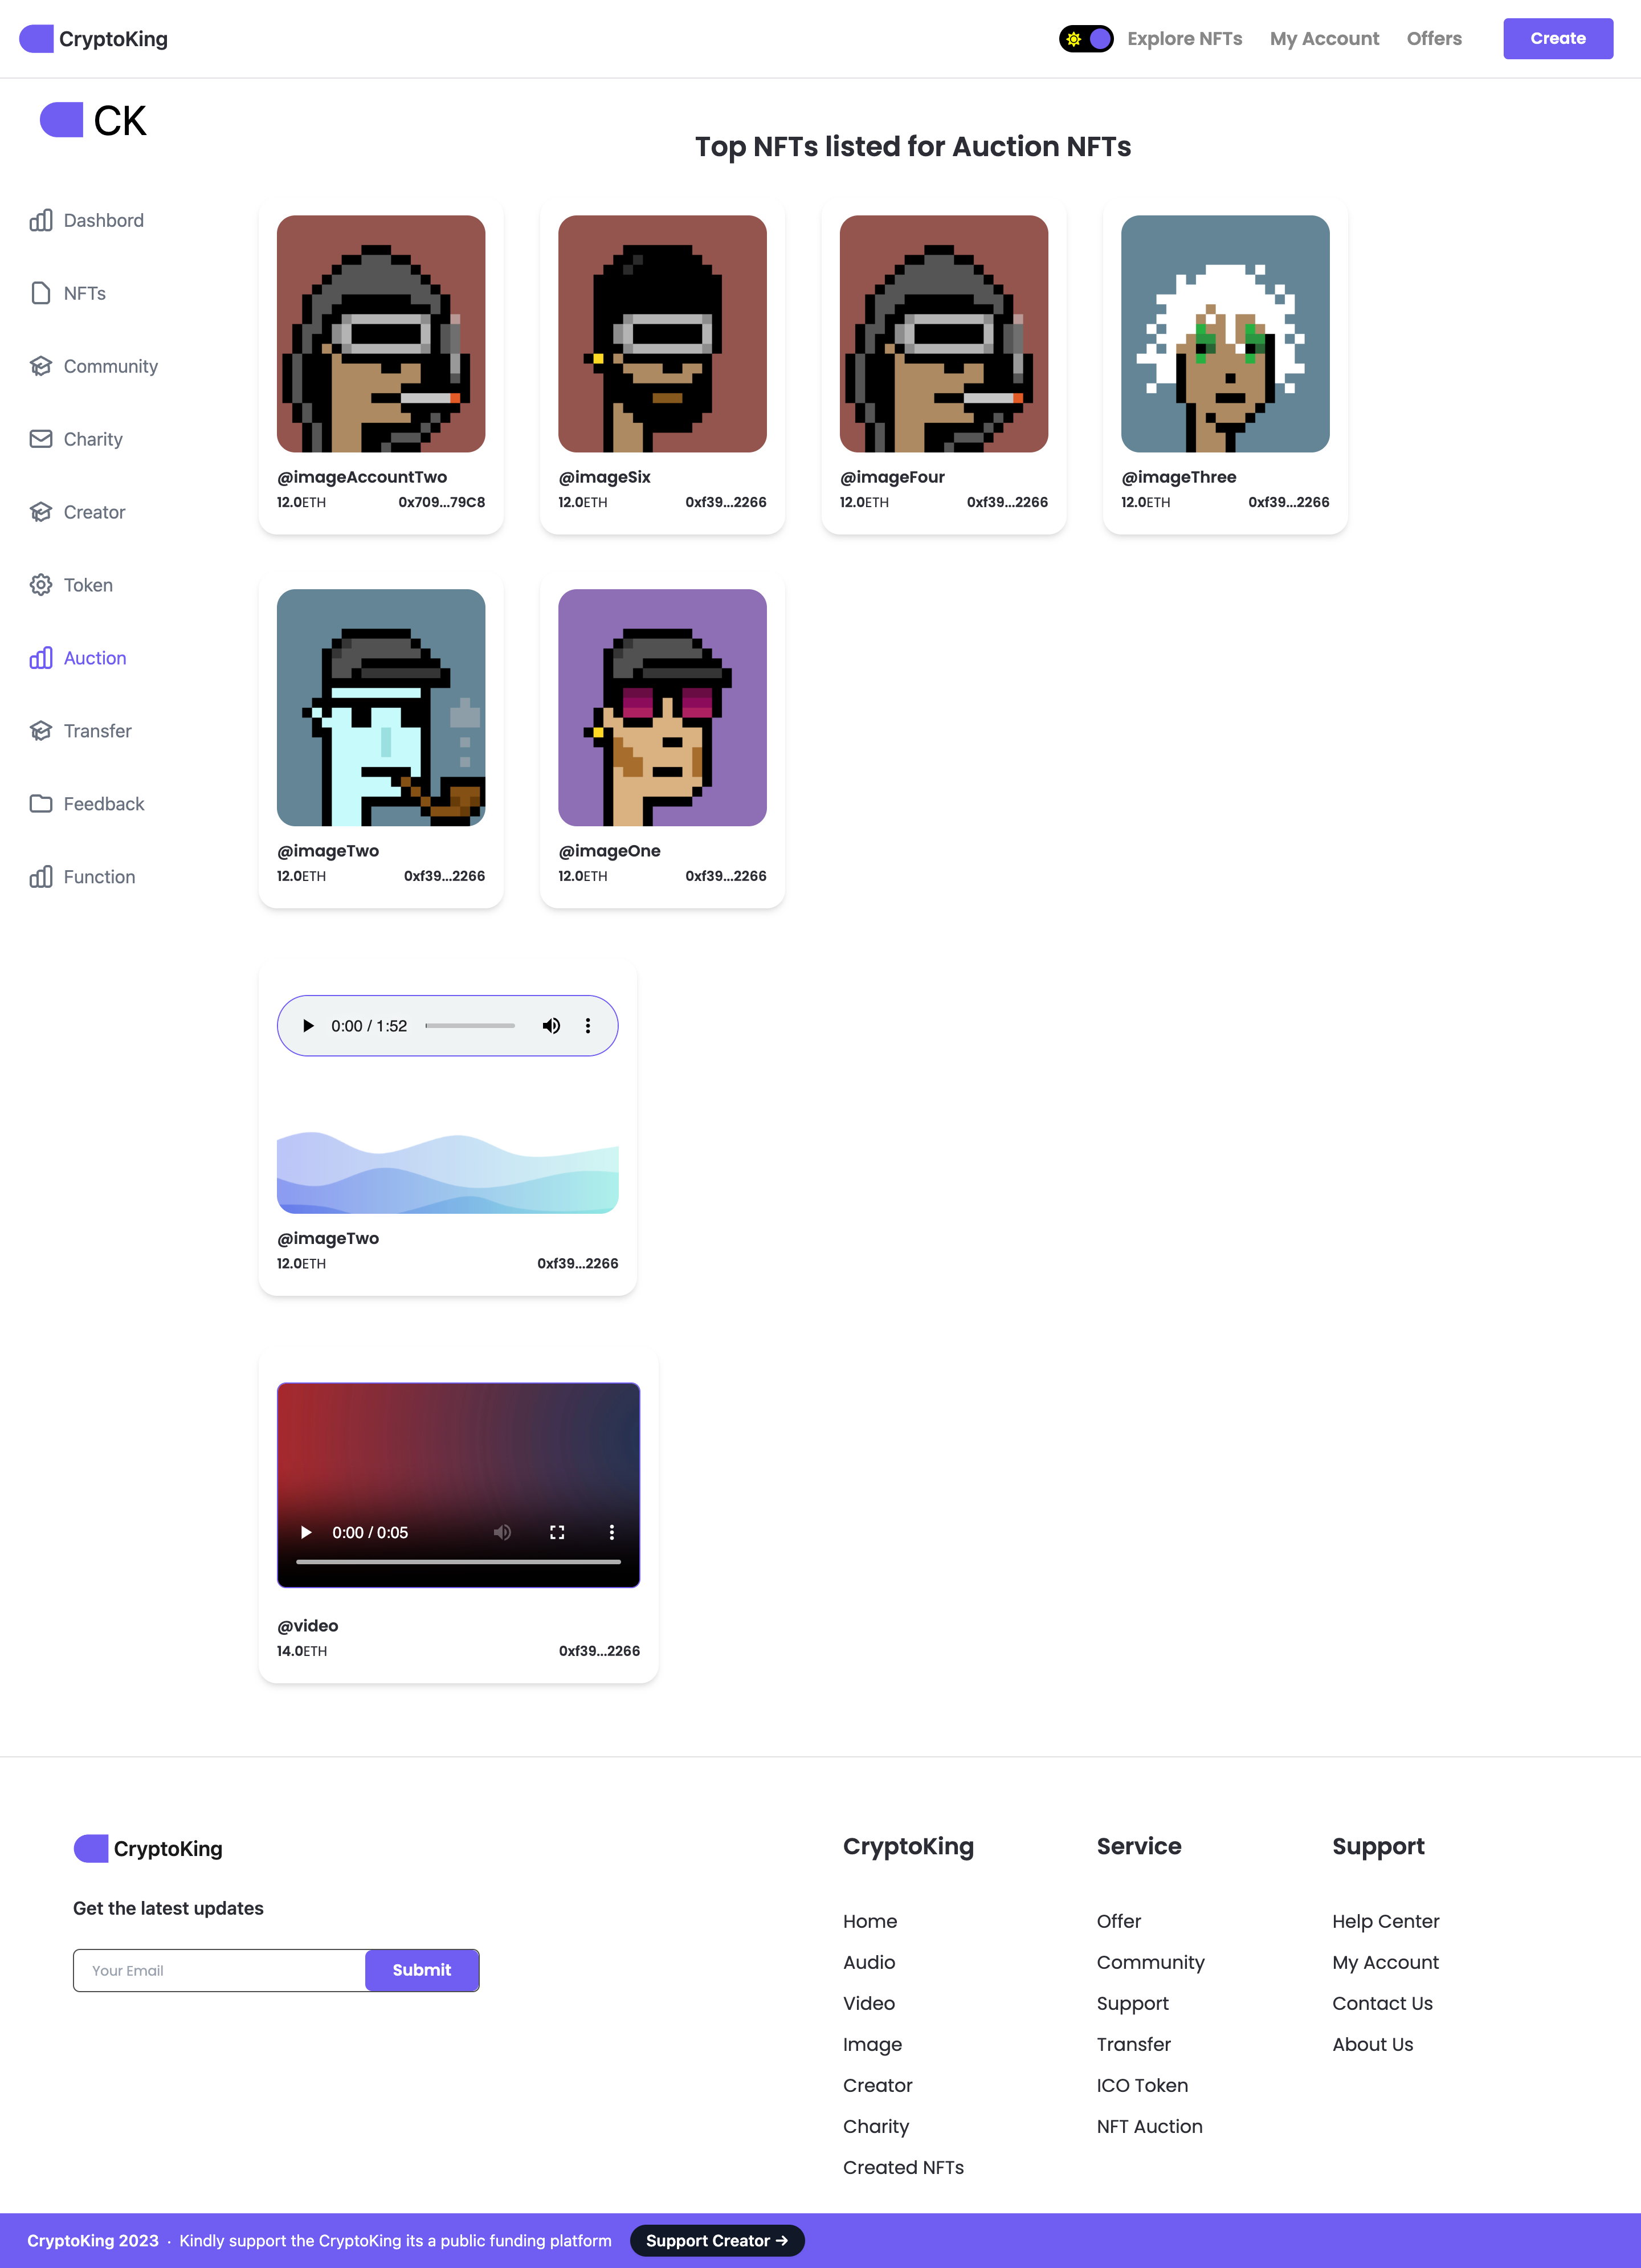 CryptoKing
Explore NFTs My Account Offers Create
CK
Top NFTs listed for Auction NFTs
Dashbord
NFTs
Community
Charity
Creator
Token
Auction
Transfer
Feedback
Function
@imageAccountTwo
12.0ETH 0x709...79C8
@imageSix
12.0ETH 0xf39...2266
@imageFour
12.0ETH 0xf39...2266
@imageThree
12.0ETH 0xf39...2266
@imageTwo
12.0ETH 0xf39...2266
@imageOne
12.0ETH 0xf39...2266
0:00 / 1:52
@imageTwo
12.0ETH 0xf39...2266
0:00 / 0:05
@video
14.0ETH 0xf39...2266
CryptoKing
Get the latest updates
Your Email Submit
CryptoKing
Home
Audio
Video
Image
Creator
Charity
Created NFTs
Service
Offer
Community
Support
Transfer
ICO Token
NFT Auction
Support
Help Center
My Account
Contact Us
About Us
CryptoKing 2023 · Kindly support the CryptoKing its a public funding platform Support Creator →